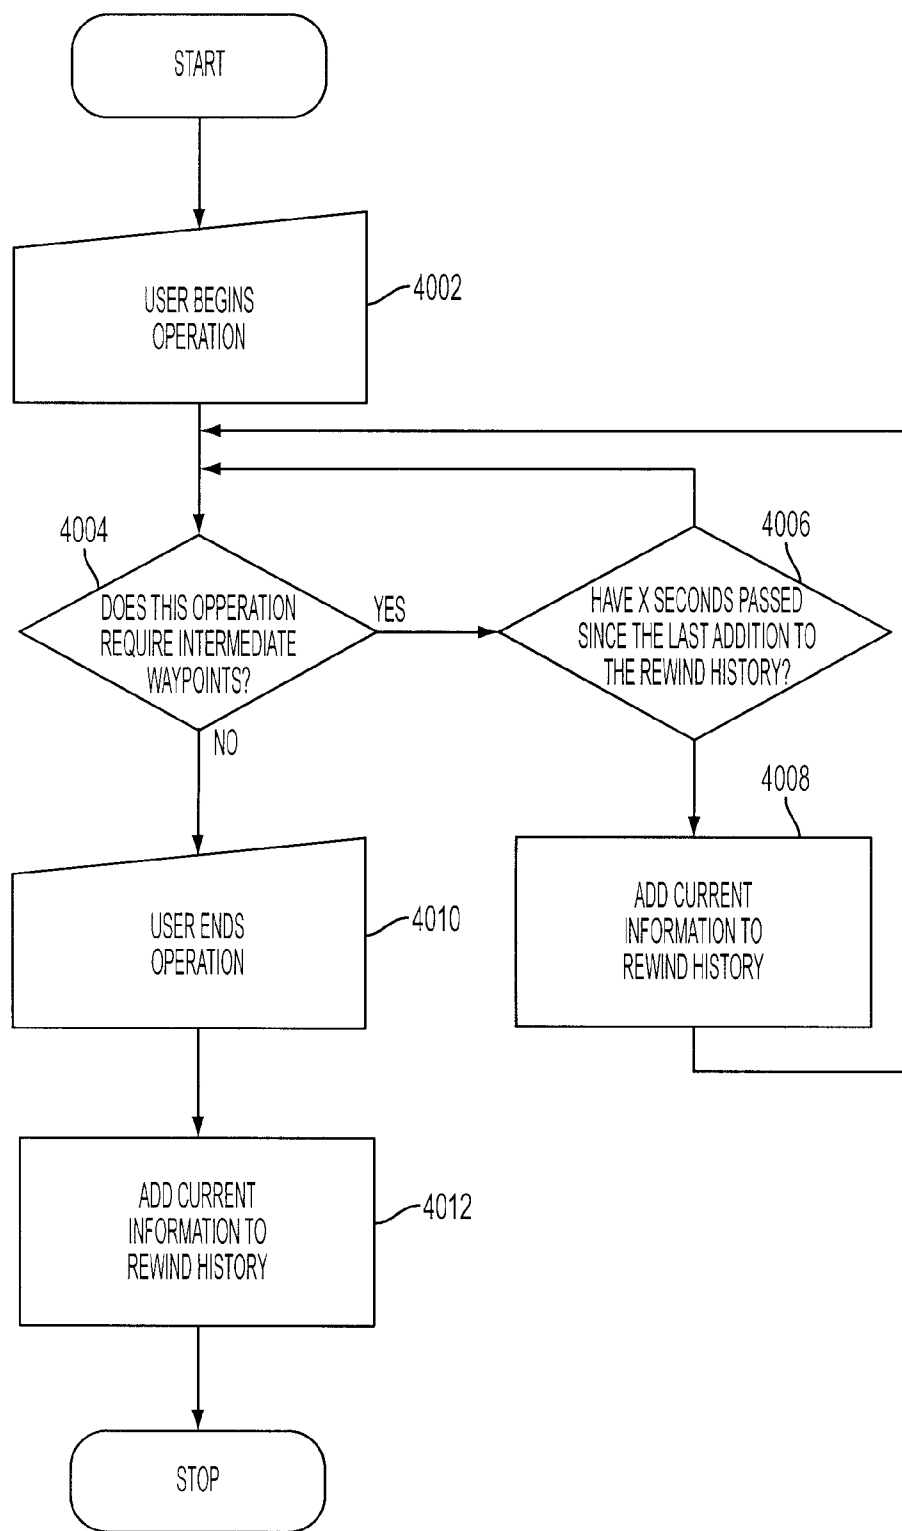 START
USER BEGINS
OPERATION
4002
4004
DOES THIS OPPERATION
REQUIRE INTERMEDIATE
WAYPOINTS?
YES
NO
4006
HAVE X SECONDS PASSED
SINCE THE LAST ADDITION TO
THE REWIND HISTORY?
4008
ADD CURRENT
INFORMATION TO
REWIND HISTORY
USER ENDS
OPERATION
4010
ADD CURRENT
INFORMATION TO
REWIND HISTORY
4012
STOP